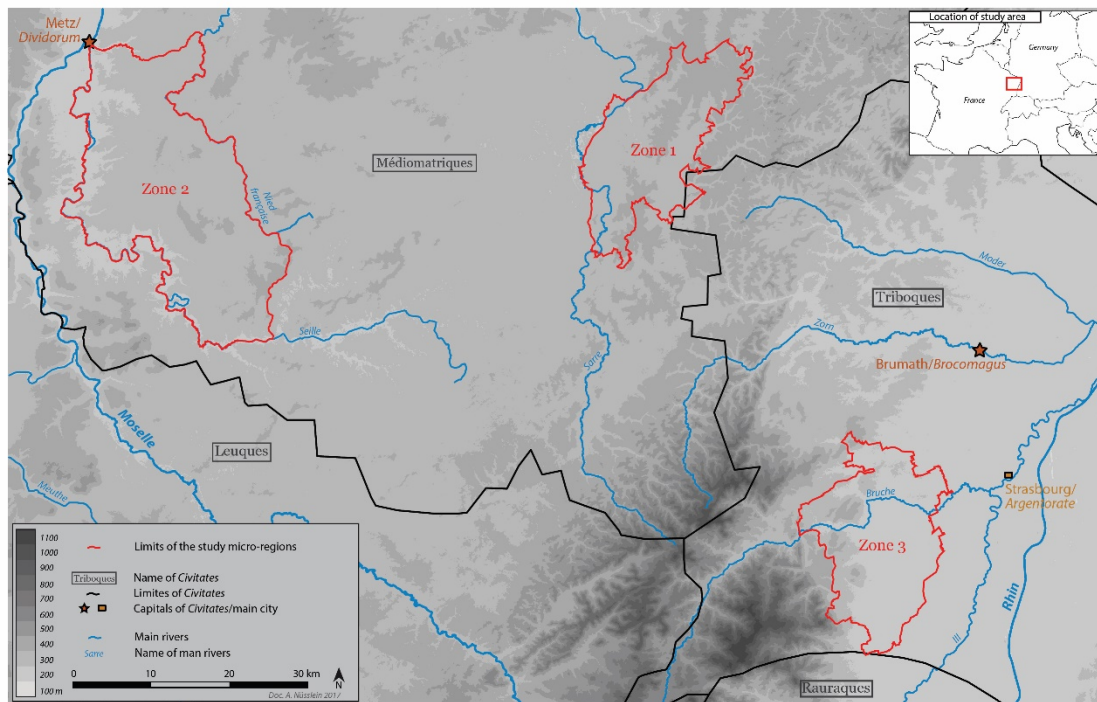 Metz/
Dividorum
Location of study area
Germany
France
Zone 1
Médiomatriques
Zone 2
Nied
française
Moder
Triboques
Zorn
Sarre
Seille
Brumath/Brocomagus
Moselle
Leuques
Meuthe
Strasbourg/
Argentorate
Bruche
Zone 3
Rhin
Ill
Rauraques
1100
1000
900
800
700
600
500
400
300
200
100 m
Limits of the study micro-regions
Triboques
Name of Civitates
Limites of Civitates
Capitals of Civitates/main city
Main rivers
Sarre
Name of man rivers
0
10
20
30 km
N
Doc. A. Nüsslein 2017